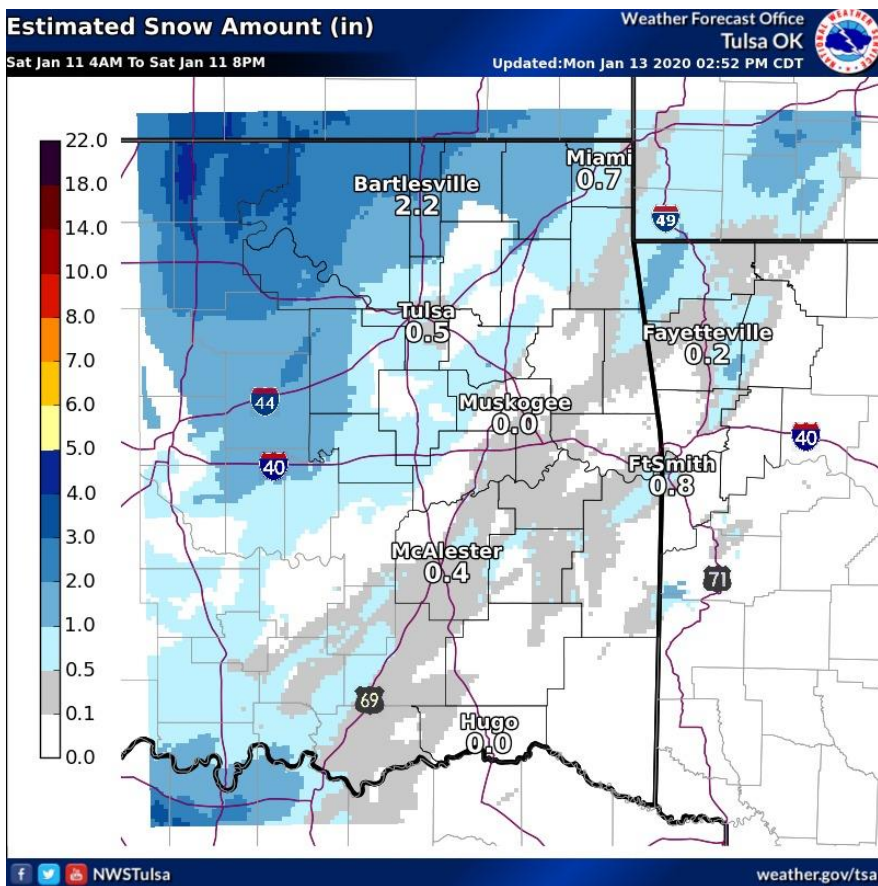 Estimated Snow Amount (in)
Weather Forecast Office
Tulsa OK
Sat Jan 11 4AM To Sat Jan 11 8PM
Updated:Mon Jan 13 2020 02:52 PM CDT
NATIONAL WEATHER SERVICE
22.0
18.0
14.0
10.0
8.0
7.0
6.0
5.0
4.0
3.0
2.0
1.0
0.5
0.1
0.0
Miami
0.7
Bartlesville
2.2
49
Tulsa
0.5
Fayetteville
0.2
44
Muskogee
0.0
40
40
FtSmith
0.8
McAlester
0.4
71
69
Hugo
0.0
NWSTulsa
weather.gov/tsa